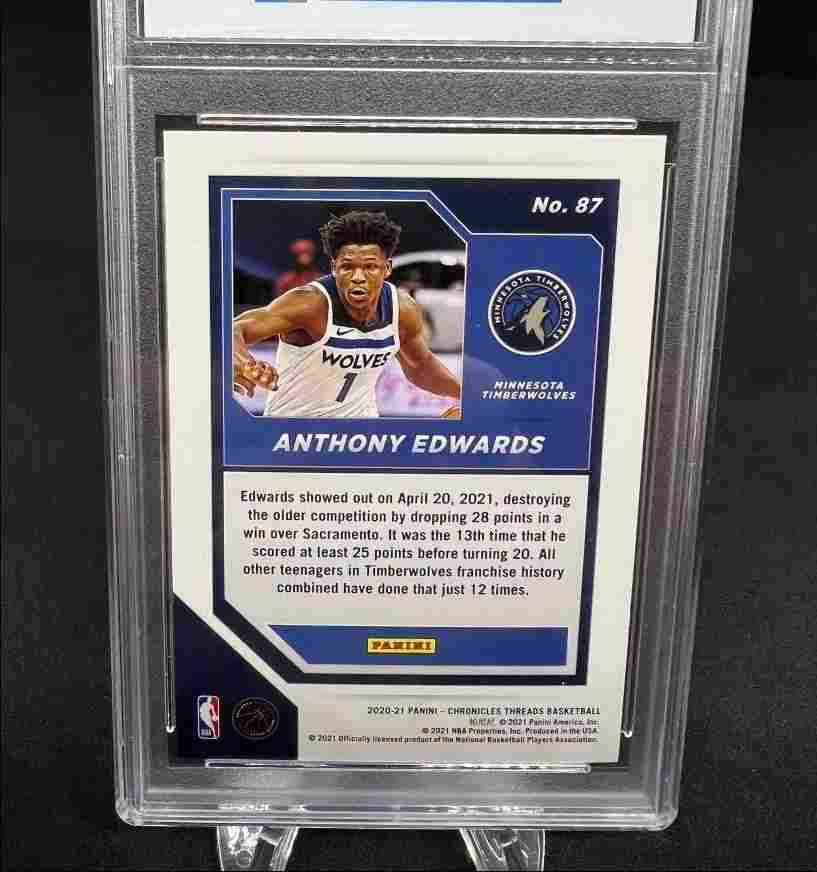 No. 87
MINNESOTA TIMBERWOLVES
WOLVES
1
MINNESOTA
TIMBERWOLVES
ANTHONY EDWARDS
Edwards showed out on April 20, 2021, destroying
the older competition by dropping 28 points in a
win over Sacramento. It was the 13th time that he
scored at least 25 points before turning 20. All
other teenagers in Timberwolves franchise history
combined have done that just 12 times.
PANINI
2020-21 PANINI – CHRONICLES THREADS BASKETBALL
© 2021 Panini America, Inc.
© 2021 NBA Properties, Inc. Produced in the USA.
© 2021 Officially licensed product of the National Basketball Players Association.
NBA